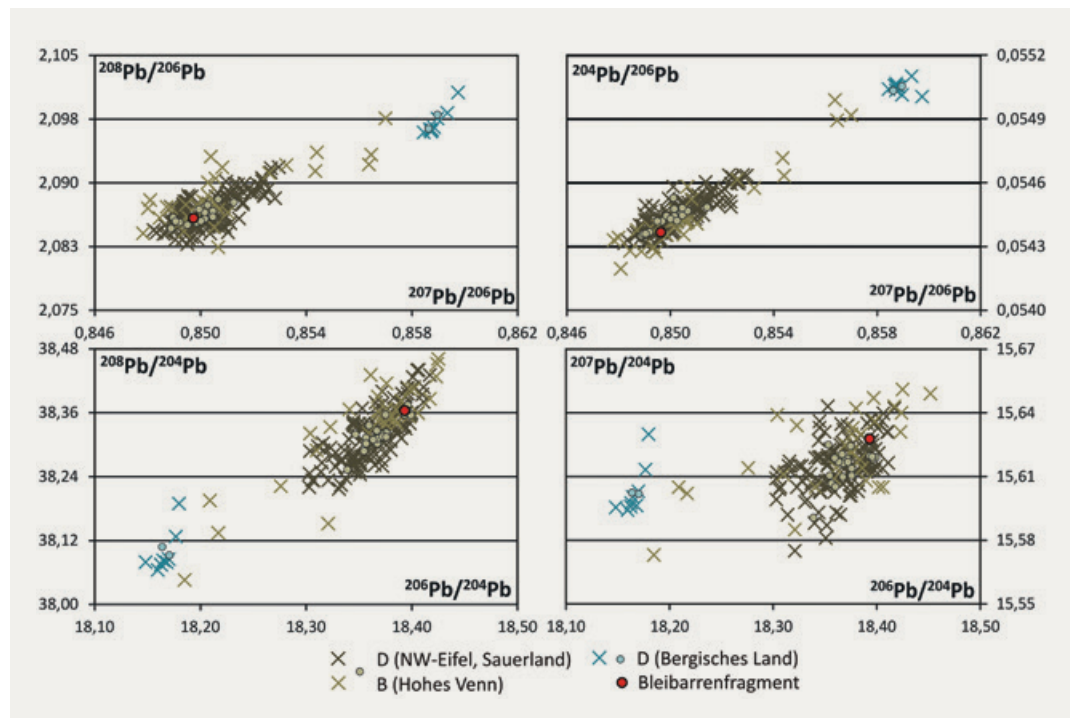 2,105
2,098
2,090
2,083
2,075
²⁰⁸Pb/²⁰⁶Pb
²⁰⁷Pb/²⁰⁶Pb
0,846 0,850 0,854 0,858 0,862
²⁰⁴Pb/²⁰⁶Pb
²⁰⁷Pb/²⁰⁶Pb
0,0552
0,0549
0,0546
0,0543
0,0540
0,846 0,850 0,854 0,858 0,862
38,48
38,36
38,24
38,12
38,00
²⁰⁸Pb/²⁰⁴Pb
²⁰⁶Pb/²⁰⁴Pb
18,10 18,20 18,30 18,40 18,50
²⁰⁷Pb/²⁰⁴Pb
²⁰⁶Pb/²⁰⁴Pb
15,67
15,64
15,61
15,58
15,55
18,10 18,20 18,30 18,40 18,50
D (NW-Eifel, Sauerland)
B (Hohes Venn)
D (Bergisches Land)
Bleibarrenfragment